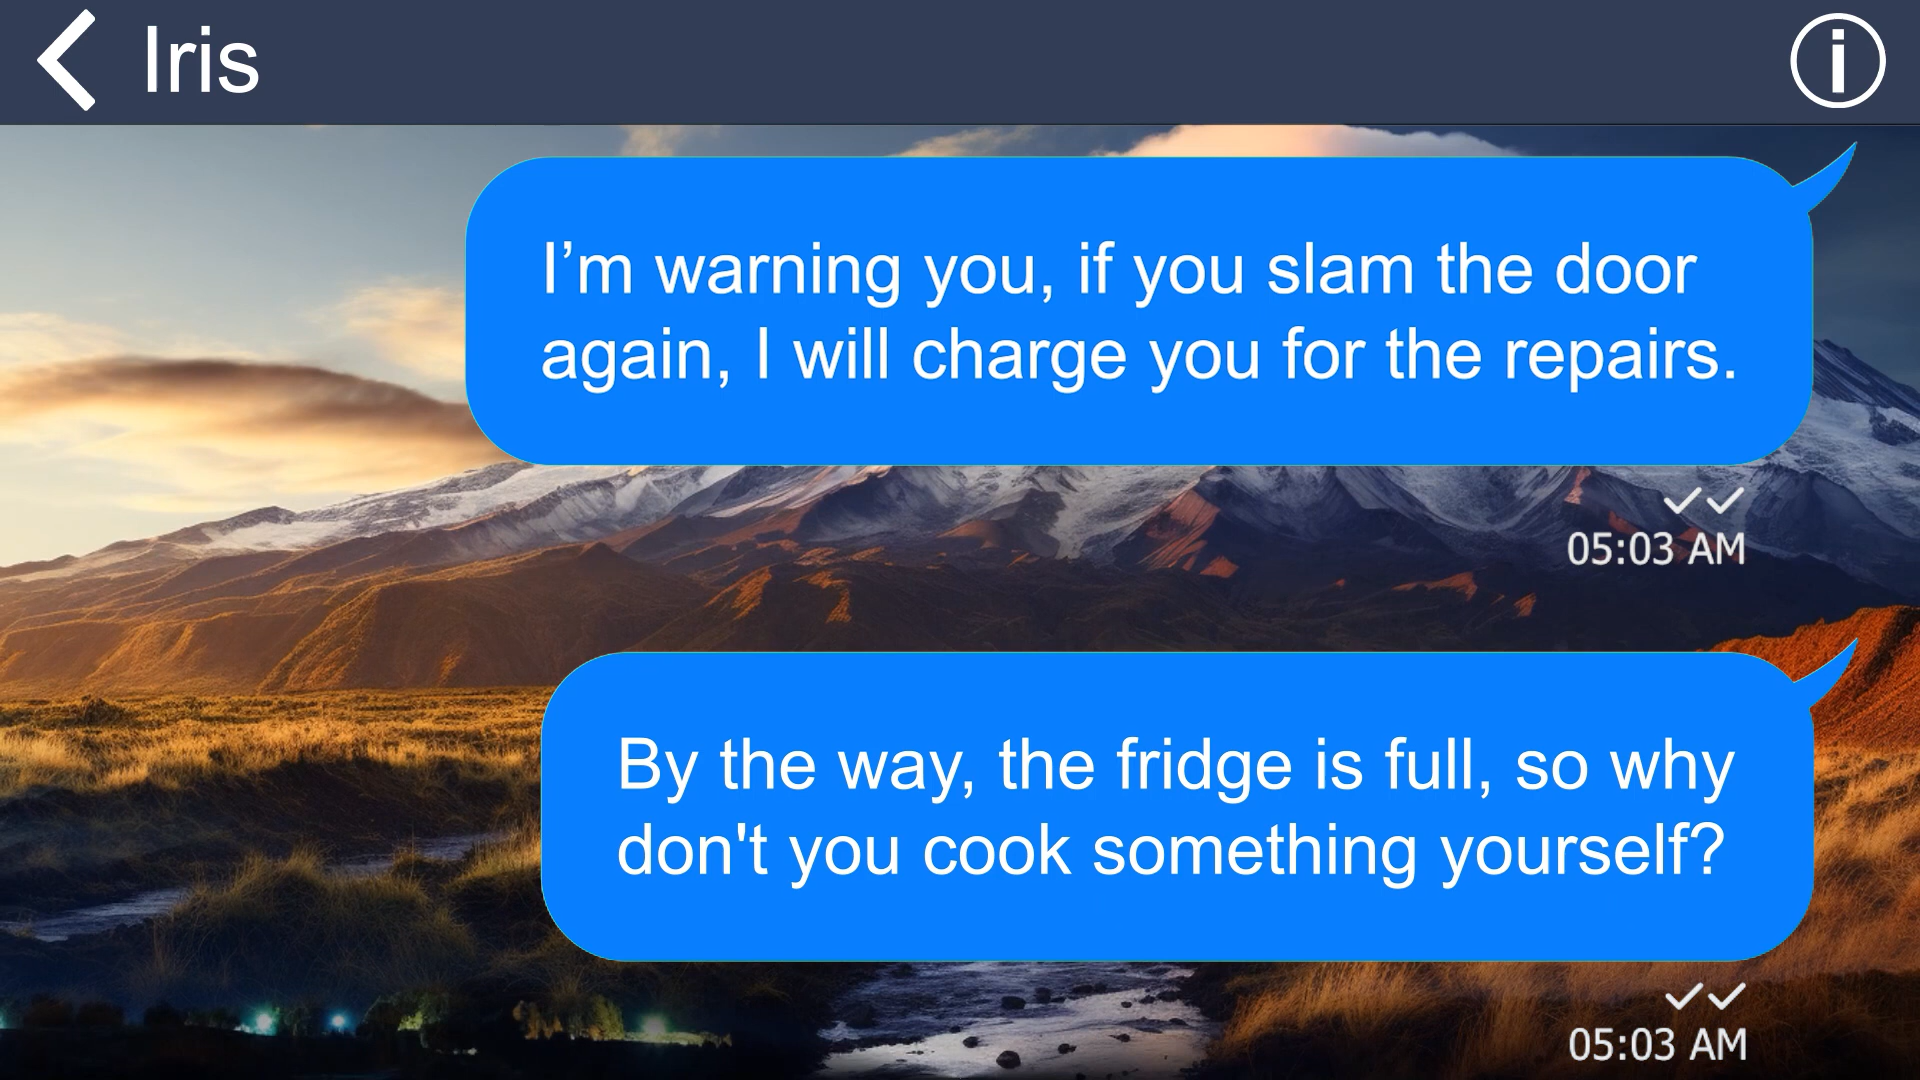 Iris
I’m warning you, if you slam the door
again, I will charge you for the repairs.
05:03 AM
By the way, the fridge is full, so why
don't you cook something yourself?
05:03 AM